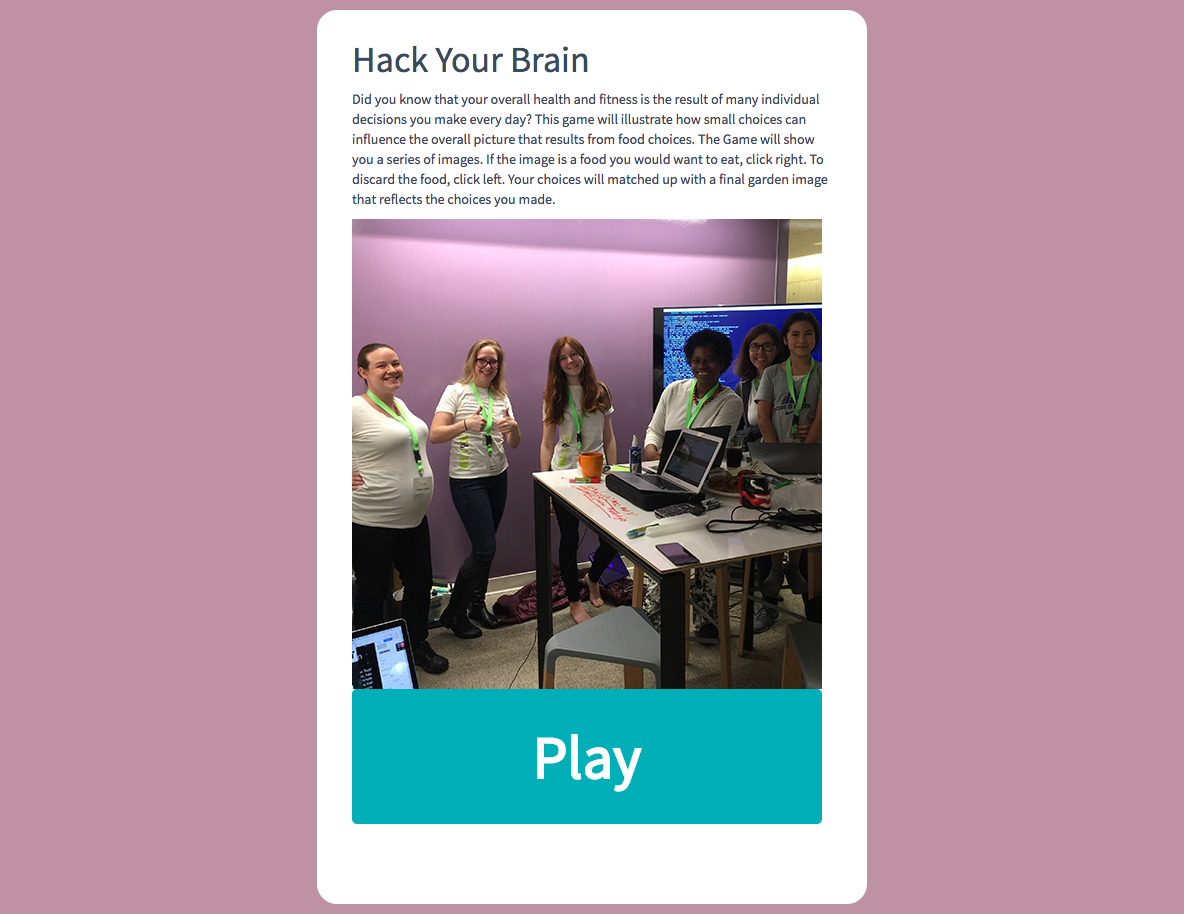 Hack Your Brain
Did you know that your overall health and fitness is the result of many individual
decisions you make every day? This game will illustrate how small choices can
influence the overall picture that results from food choices. The Game will show
you a series of images. If the image is a food you would want to eat, click right. To
discard the food, click left. Your choices will matched up with a final garden image
that reflects the choices you made.
Play